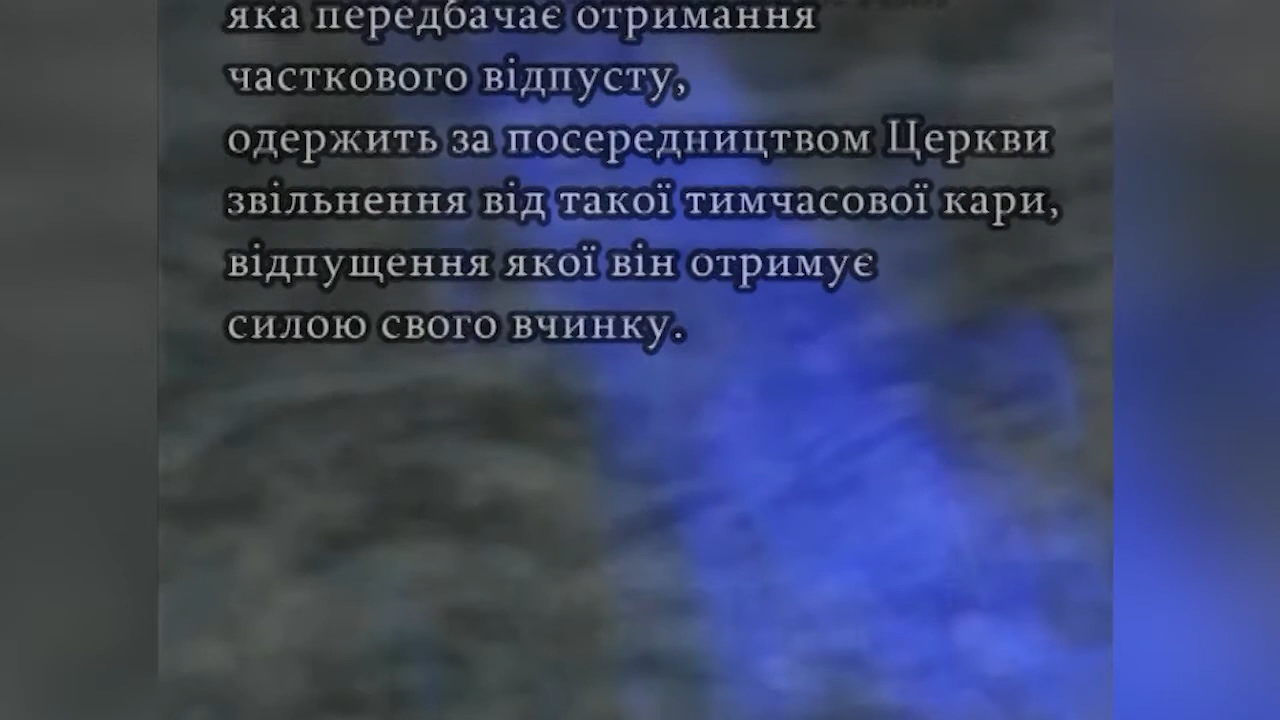 яка передбачає отримання
часткового відпусту,
одержить за посередництвом Церкви
звільнення від такої тимчасової кари,
відпущення якої він отримує
силою свого вчинку.